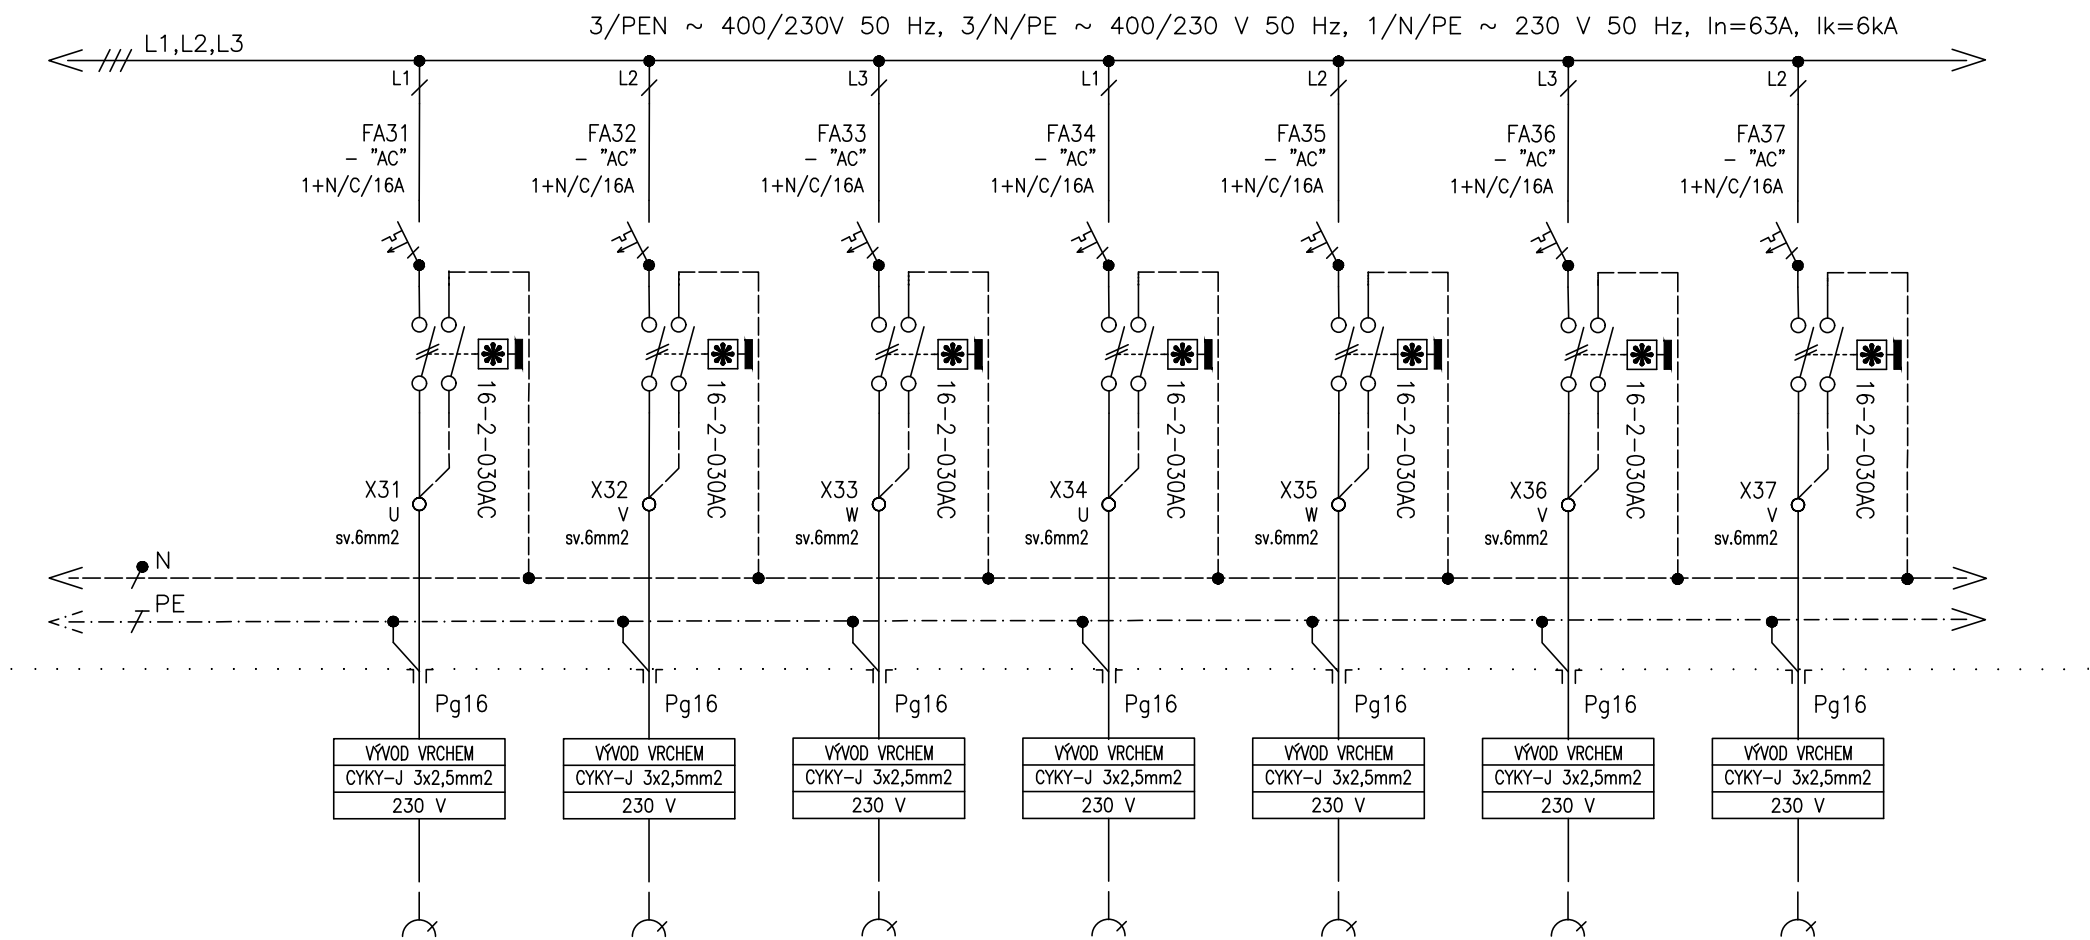 3/PEN ~ 400/230V 50 Hz, 3/N/PE ~ 400/230 V 50 Hz, 1/N/PE ~ 230 V 50 Hz, In=63A, Ik=6kA
L1,L2,L3
L1 L2 L3 L1 L2 L3 L2
FA31 FA32 FA33 FA34 FA35 FA36 FA37
– "AC" – "AC" – "AC" – "AC" – "AC" – "AC" – "AC"
1+N/C/16A 1+N/C/16A 1+N/C/16A 1+N/C/16A 1+N/C/16A 1+N/C/16A 1+N/C/16A
16-2-030AC 16-2-030AC 16-2-030AC 16-2-030AC 16-2-030AC 16-2-030AC 16-2-030AC
X31 X32 X33 X34 X35 X36 X37
U V W U W V V
sv.6mm2 sv.6mm2 sv.6mm2 sv.6mm2 sv.6mm2 sv.6mm2 sv.6mm2
N
PE
Pg16 Pg16 Pg16 Pg16 Pg16 Pg16 Pg16
VÝVOD VRCHEM VÝVOD VRCHEM VÝVOD VRCHEM VÝVOD VRCHEM VÝVOD VRCHEM VÝVOD VRCHEM VÝVOD VRCHEM
CYKY-J 3x2,5mm2 CYKY-J 3x2,5mm2 CYKY-J 3x2,5mm2 CYKY-J 3x2,5mm2 CYKY-J 3x2,5mm2 CYKY-J 3x2,5mm2 CYKY-J 3x2,5mm2
230 V 230 V 230 V 230 V 230 V 230 V 230 V